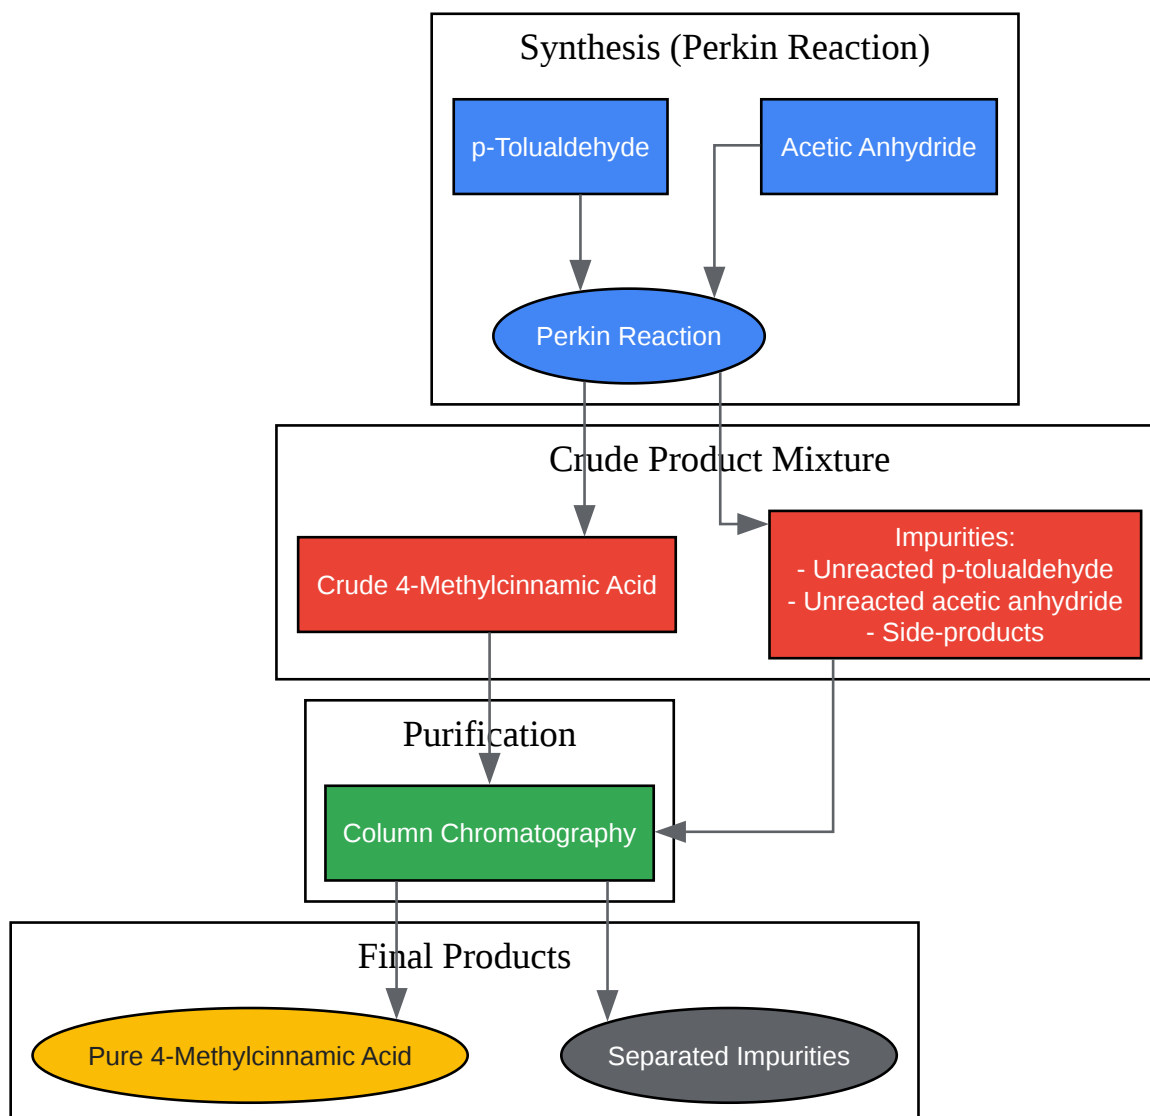 Synthesis (Perkin Reaction)
p-Tolualdehyde
Acetic Anhydride
Perkin Reaction
Crude Product Mixture
Crude 4-Methylcinnamic Acid
Impurities:
- Unreacted p-tolualdehyde
- Unreacted acetic anhydride
- Side-products
Purification
Column Chromatography
Final Products
Pure 4-Methylcinnamic Acid
Separated Impurities